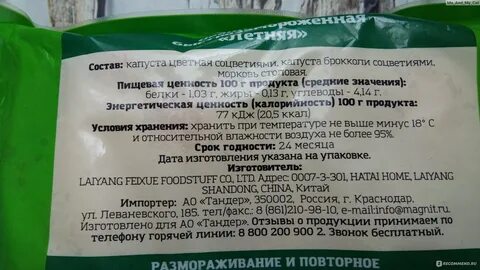 Me_And_My_Cat
быстрозамороженная
«Летняя»
Состав: капуста цветная соцветиями, капуста брокколи соцветиями,
морковь столовая.
Пищевая ценность 100 г продукта (средние значения):
белки - 1,03 г, жиры - 0,13 г, углеводы - 4,14 г.
Энергетическая ценность (калорийность) 100 г продукта:
77 кДж (20,5 ккал)
Условия хранения: хранить при температуре не выше минус 18° С
и относительной влажности воздуха не более 95%.
Срок годности: 24 месяца
Дата изготовления указана на упаковке.
Изготовитель:
LAIYANG FEIXUE FOODSTUFF CO., LTD. Адрес 0007-3-301, HATAI HOME, LAIYANG
SHANDONG, CHINA, Китай
Импортер: АО «Тандер», 350002, Россия, г. Краснодар,
ул. Леваневского, 185. тел./факс: 8 (861)210-98-10, e-mail:info@magnit.ru
Изготовлено для АО «Тандер». Отзывы о продукции принимаем по
телефону горячей линии: 8 800 200 900 2. Звонок бесплатный.
РАЗМОРАЖИВАНИЕ И ПОВТОРНОЕ
IRECOMMEND.RU